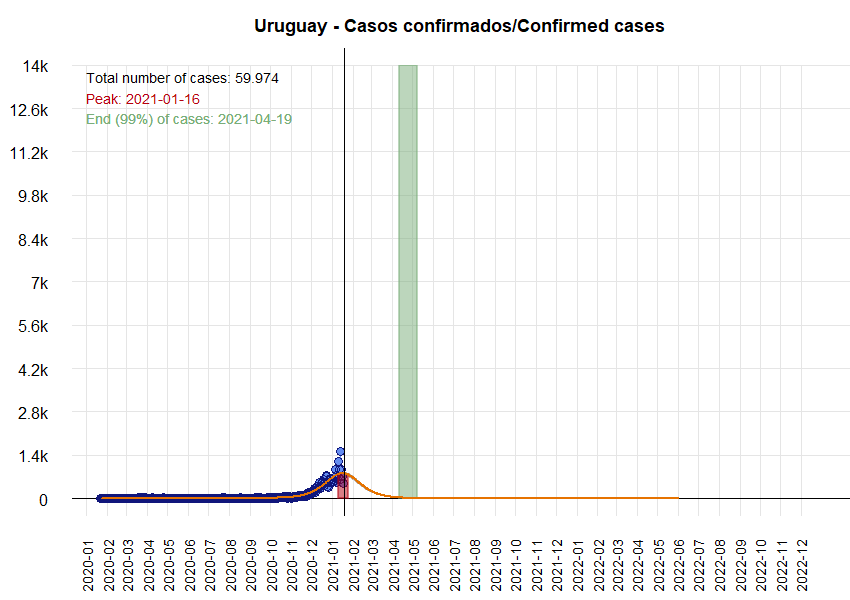 Uruguay - Casos confirmados/Confirmed cases
14k
Total number of cases: 59.974
Peak: 2021-01-16
End (99%) of cases: 2021-04-19
12.6k
11.2k
9.8k
8.4k
7k
5.6k
4.2k
2.8k
1.4k
0
2020-01
2020-02
2020-03
2020-04
2020-05
2020-06
2020-07
2020-08
2020-09
2020-10
2020-11
2020-12
2021-01
2021-02
2021-03
2021-04
2021-05
2021-06
2021-07
2021-08
2021-09
2021-10
2021-11
2021-12
2022-01
2022-02
2022-03
2022-04
2022-05
2022-06
2022-07
2022-08
2022-09
2022-10
2022-11
2022-12